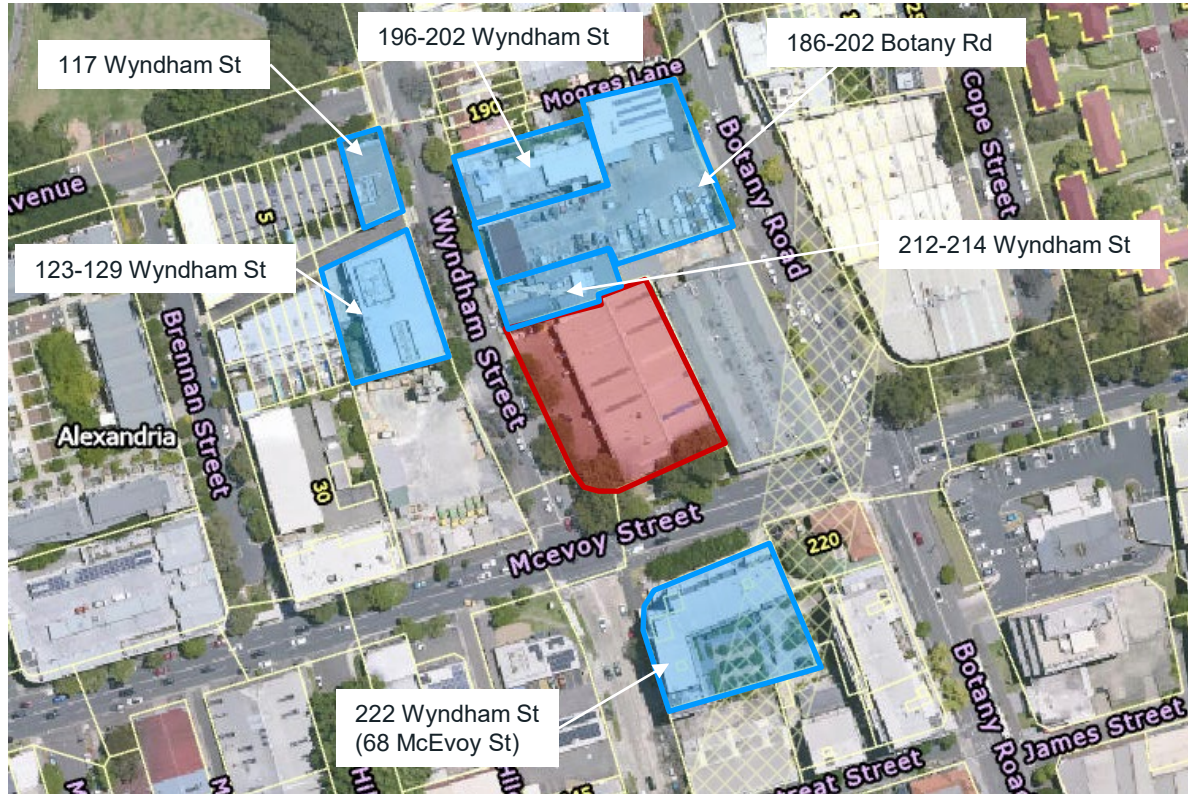 196-202 Wyndham St
186-202 Botany Rd
117 Wyndham St
190
Moores Lane
Cope Street
Botany Road
Avenue
5
Wyndham Street
212-214 Wyndham St
123-129 Wyndham St
Brennan Street
Alexandria
30
Mcevoy Street
220
222 Wyndham St
(68 McEvoy St)
Botany Road
James Street
treat Street